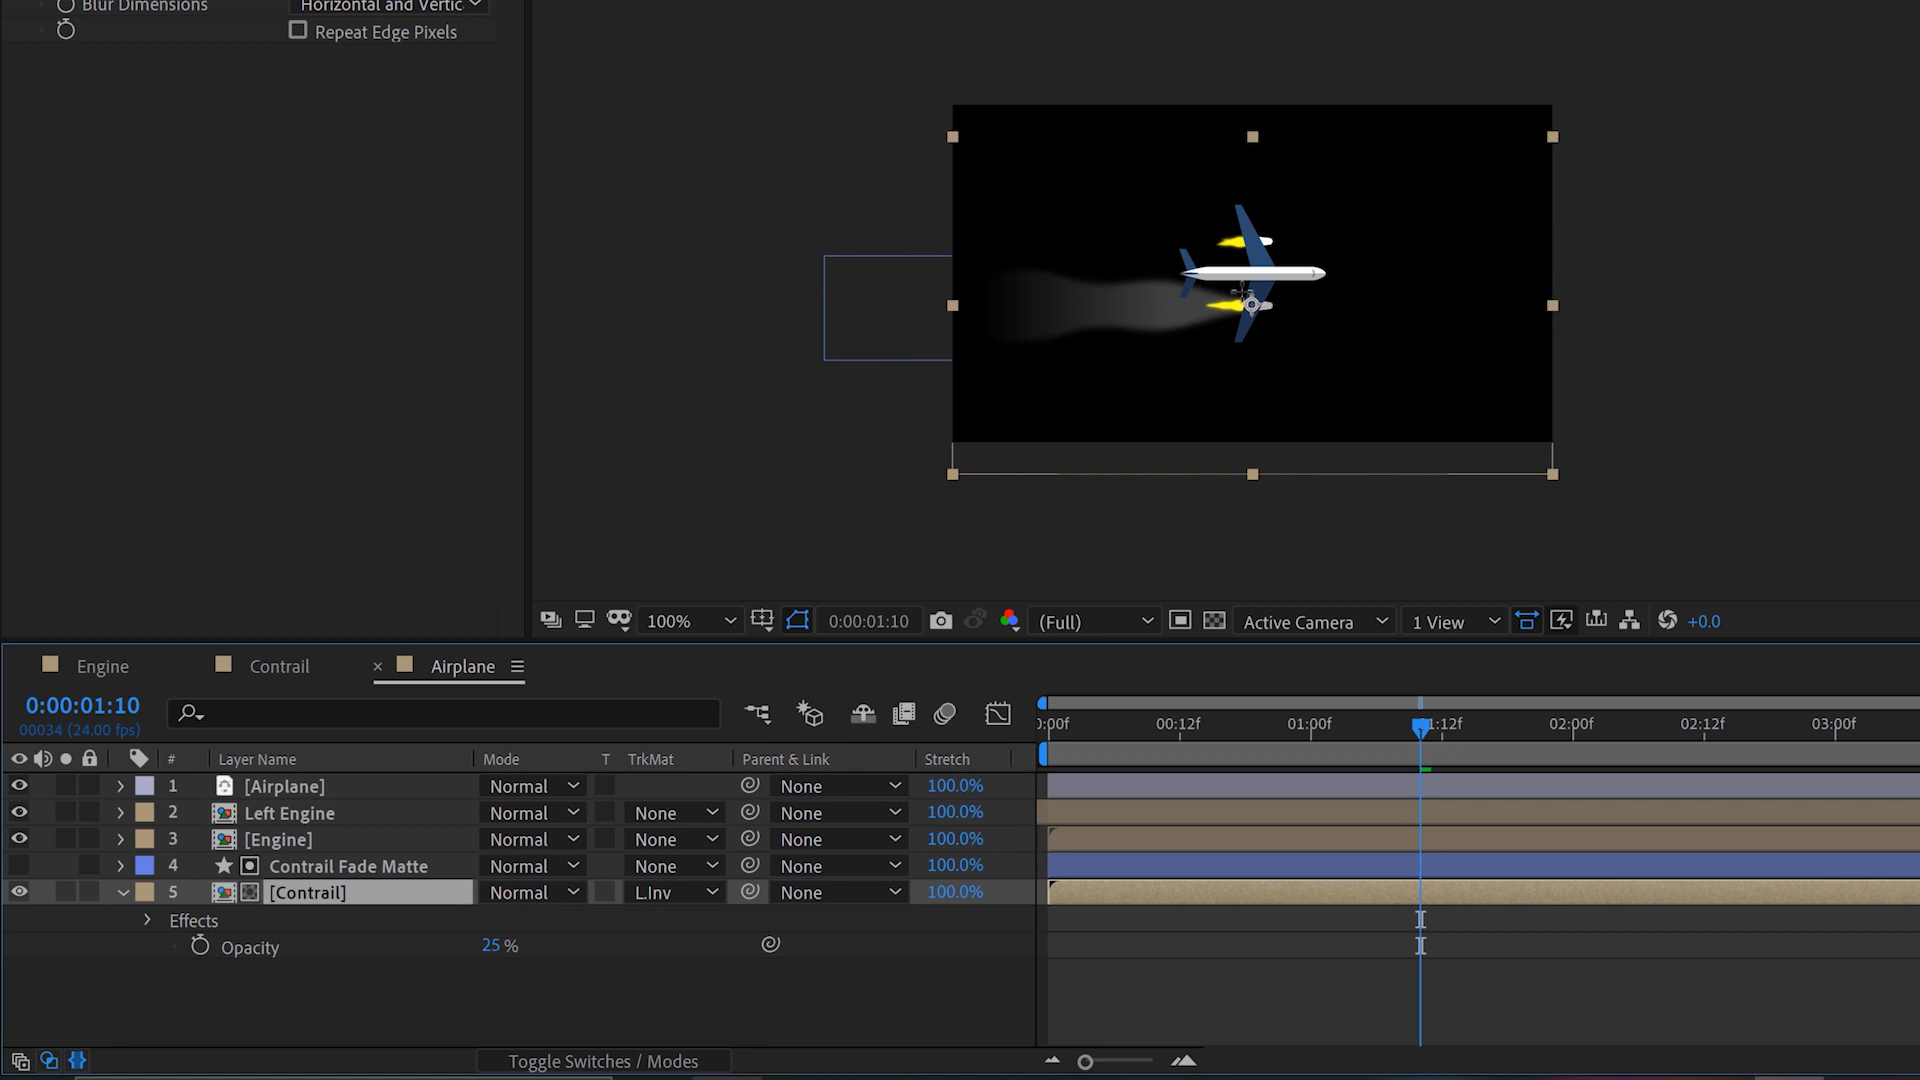 Blur Dimensions Horizontal and Vertic
Repeat Edge Pixels
100% 0:00:01:10 (Full) Active Camera 1 View +0.0
Engine Contrail × Airplane
0:00:01:10
00034 (24.00 fps)
00:12f 01:00f 1:12f 02:00f 02:12f 03:00f
# Layer Name Mode T TrkMat Parent & Link Stretch
1 [Airplane] Normal None 100.0%
2 Left Engine Normal None None 100.0%
3 [Engine] Normal None None 100.0%
4 Contrail Fade Matte Normal None None 100.0%
5 [Contrail] Normal L.Inv None 100.0%
Effects
Opacity 25 %
Toggle Switches / Modes